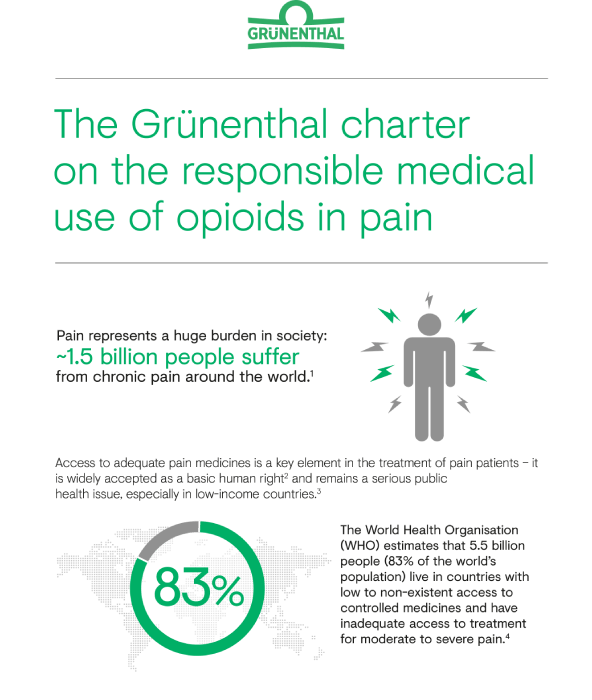 GRÜNENTHAL
The Grünenthal charter
on the responsible medical
use of opioids in pain
Pain represents a huge burden in society:
~1.5 billion people suffer
from chronic pain around the world.¹
Access to adequate pain medicines is a key element in the treatment of pain patients – it
is widely accepted as a basic human right² and remains a serious public
health issue, especially in low-income countries.³
83%
The World Health Organisation
(WHO) estimates that 5.5 billion
people (83% of the world’s
population) live in countries with
low to non-existent access to
controlled medicines and have
inadequate access to treatment
for moderate to severe pain.⁴